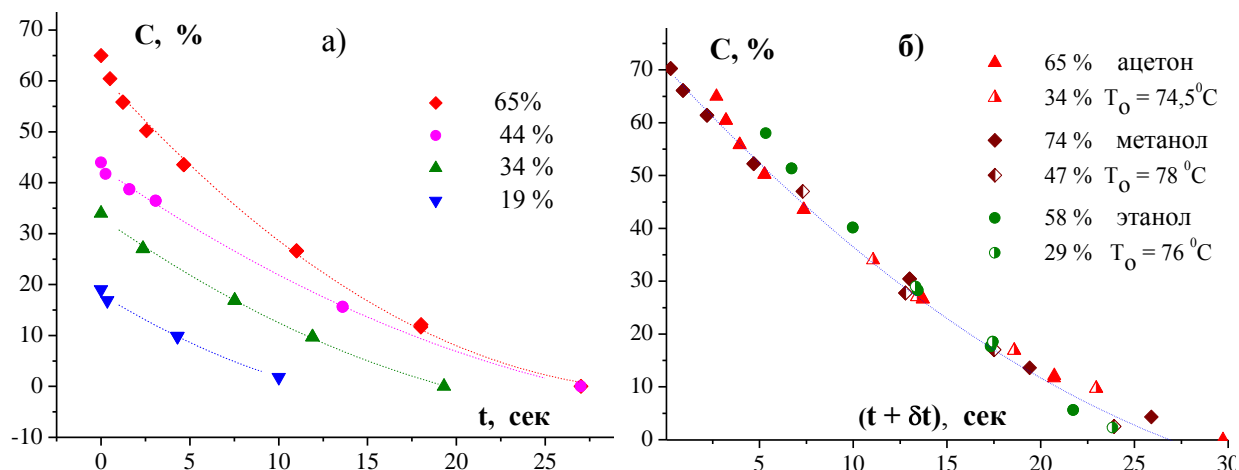 C, %
а)
65%
44 %
34 %
19 %
70
60
50
40
30
20
10
0
-10
0
5
10
15
20
25
t, сек
C, %
б)
65 % ацетон
34 % T₀ = 74,5⁰C
74 % метанол
47 % T₀ = 78 ⁰C
58 % этанол
29 % T₀ = 76 ⁰C
70
60
50
40
30
20
10
0
5
10
15
20
25
30
(t + δt), сек